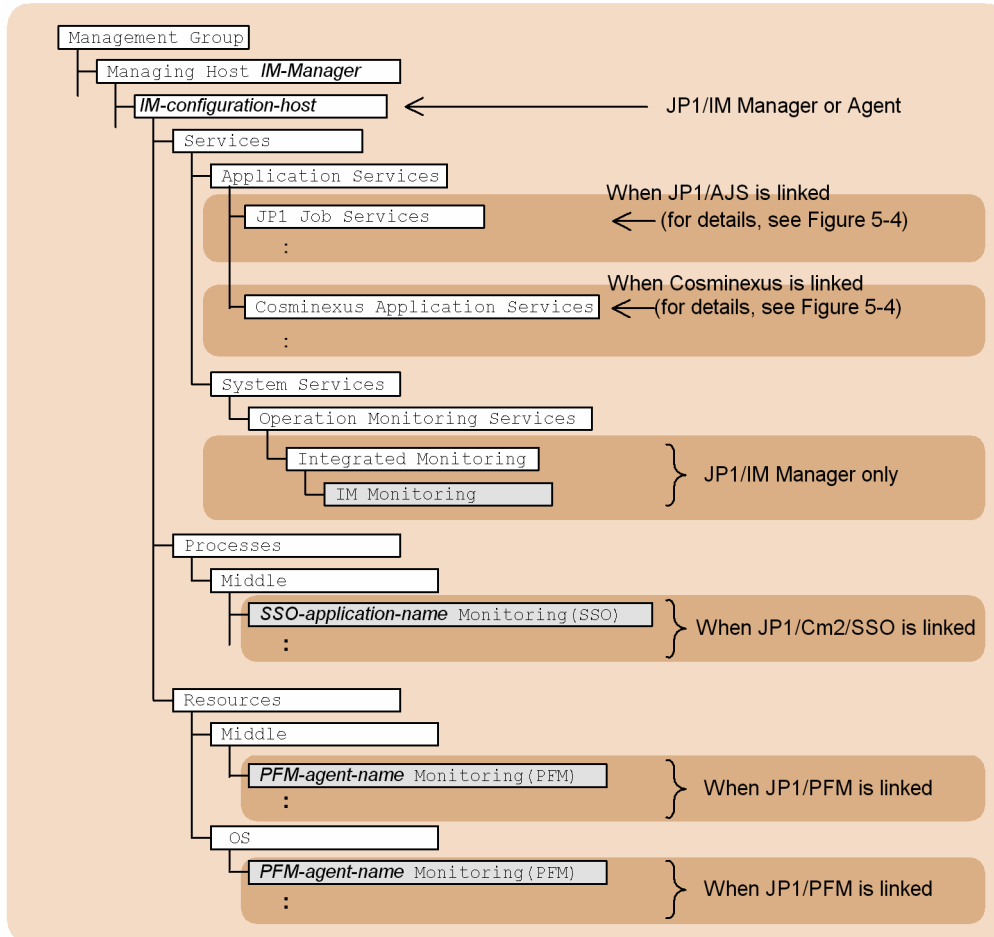 Management Group
Managing Host IM-Manager
IM-configuration-host
JP1/IM Manager or Agent
Services
Application Services
When JP1/AJS is linked
JP1 Job Services
(for details, see Figure 5-4)
:
When Cosminexus is linked
Cosminexus Application Services
(for details, see Figure 5-4)
:
System Services
Operation Monitoring Services
Integrated Monitoring
JP1/IM Manager only
IM Monitoring
Processes
Middle
SSO-application-name Monitoring(SSO)
When JP1/Cm2/SSO is linked
:
Resources
Middle
PFM-agent-name Monitoring(PFM)
When JP1/PFM is linked
:
OS
PFM-agent-name Monitoring(PFM)
When JP1/PFM is linked
: